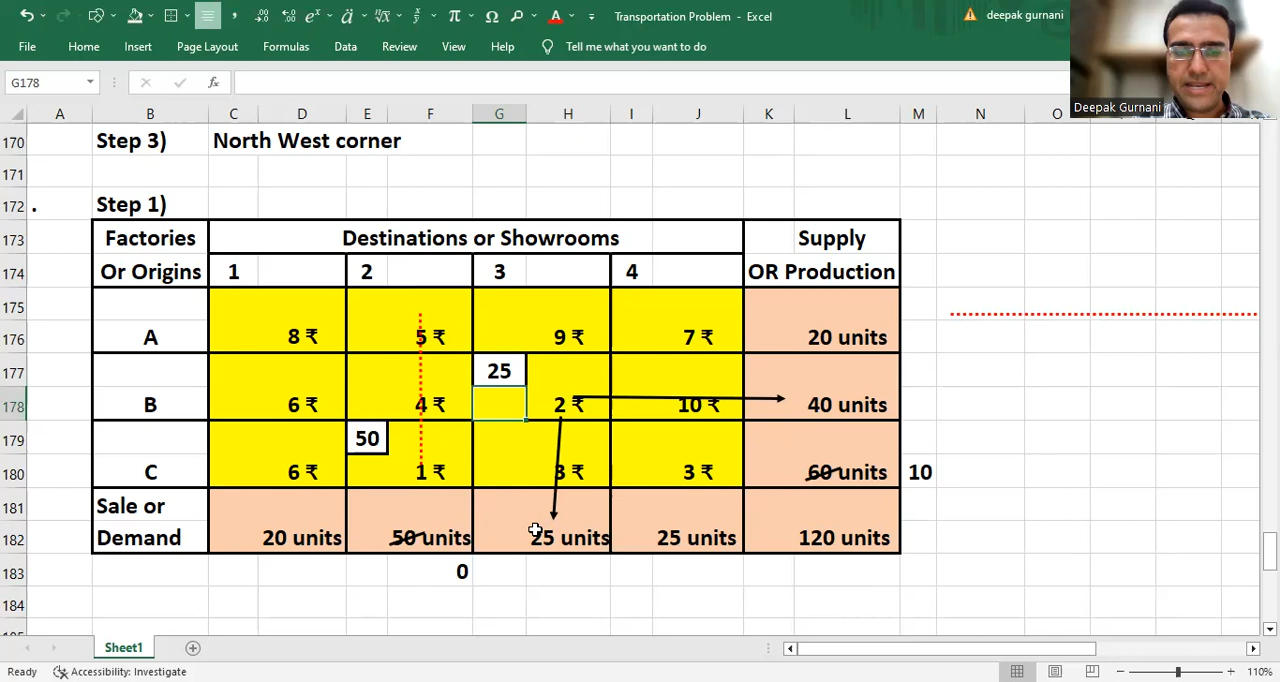 Transportation Problem - Excel
deepak gurnani
File Home Insert Page Layout Formulas Data Review View Help Tell me what you want to do
G178
Deepak Gurnani
A B C D E F G H I J K L M N O P Q
170 Step 3) North West corner
171
172 . Step 1)
173 Factories Destinations or Showrooms Supply
174 Or Origins 1 2 3 4 OR Production
175
176 A 8 ₹ 5 ₹ 9 ₹ 7 ₹ 20 units
177 25
178 B 6 ₹ 4 ₹ 2 ₹ 10 ₹ 40 units
179 50
180 C 6 ₹ 1 ₹ 3 ₹ 3 ₹ 60 units 10
181 Sale or
182 Demand 20 units 50 units 25 units 25 units 120 units
183 0
184
Sheet1
Ready Accessibility: Investigate 110%